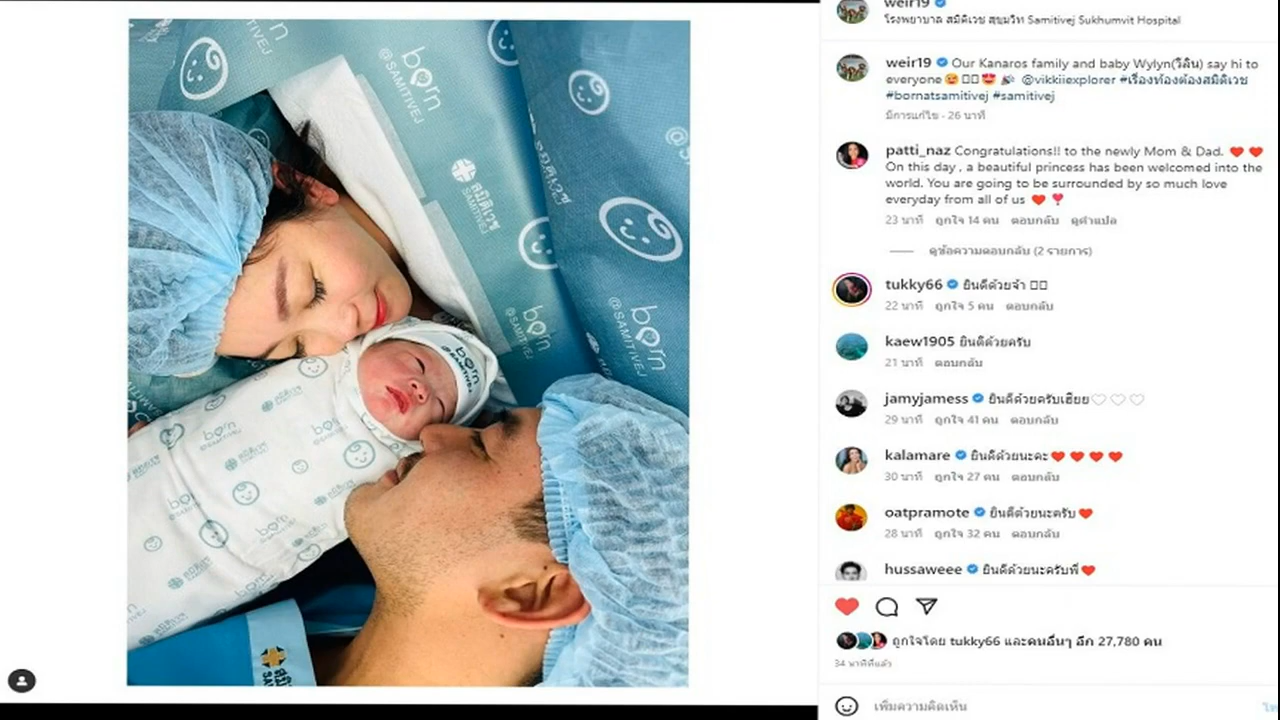 born
@SAMITIVEJ
สมิติเวช
SAMITIVEJ
born
@SAMITIVEJ
born
@SAMITIVEJ
born
SAMITIVEJ
weir19
โรงพยาบาล สมิติเวช สุขุมวิท Samitivej Sukhumvit Hospital
weir19 Our Kanaros family and baby Wylyn(วีลิน) say hi to
everyone 😘 🎉 @vikkiiexplorer #เรื่องท้องต้องสมิติเวช
#bornatsamitivej #samitivej
มีการแก้ไข · 26 นาที
patti_naz Congratulations!! to the newly Mom & Dad. ❤️ ❤️
On this day , a beautiful princess has been welcomed into the
world. You are going to be surrounded by so much love
everyday from all of us ❤️ ❣️
23 นาที ถูกใจ 14 คน ตอบกลับ ดูคำแปล
ดูข้อความตอบกลับ (2 รายการ)
tukky66 ยินดีด้วยจ้า
22 นาที ถูกใจ 5 คน ตอบกลับ
kaew1905 ยินดีด้วยครับ
21 นาที ตอบกลับ
jamyjamess ยินดีด้วยครับเฮียย🤍🤍🤍
29 นาที ถูกใจ 41 คน ตอบกลับ
kalamare ยินดีด้วยนะคะ❤️❤️❤️❤️
30 นาที ถูกใจ 27 คน ตอบกลับ
oatpramote ยินดีด้วยนะครับ❤️
28 นาที ถูกใจ 32 คน ตอบกลับ
hussaweee ยินดีด้วยนะครับพี่❤️
ถูกใจโดย tukky66 และคนอื่นๆ อีก 27,780 คน
34 นาทีที่แล้ว
เพิ่มความคิดเห็น